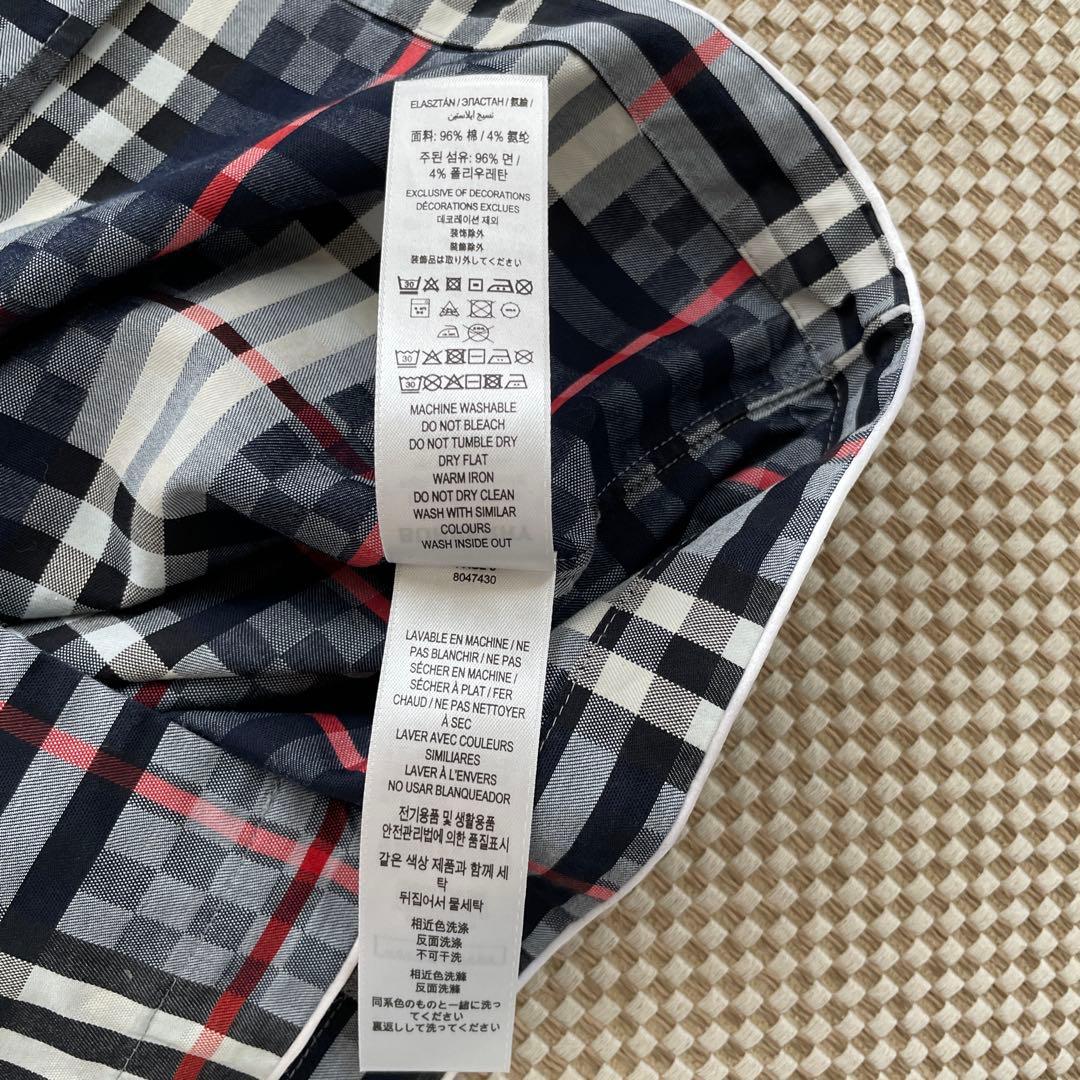 ELASZTÁN / ЭЛАСТАН / 氨綸 /
نسيج ايلاستين
面料: 96% 棉 / 4% 氨纶
주된 섬유: 96% 면 /
4% 폴리우레탄
EXCLUSIVE OF DECORATIONS
DÉCORATIONS EXCLUES
데코레이션 제외
装饰除外
裝飾除外
装飾品は取り外してください
30
30
30
MACHINE WASHABLE
DO NOT BLEACH
DO NOT TUMBLE DRY
DRY FLAT
WARM IRON
DO NOT DRY CLEAN
WASH WITH SIMILAR
COLOURS
WASH INSIDE OUT
8047430
LAVABLE EN MACHINE / NE
PAS BLANCHIR / NE PAS
SÉCHER EN MACHINE /
SÉCHER À PLAT / FER
CHAUD / NE PAS NETTOYER
À SEC
LAVER AVEC COULEURS
SIMILIARES
LAVER À L'ENVERS
NO USAR BLANQUEADOR
전기용품 및 생활용품
안전관리법에 의한 품질표시
같은 색상 제품과 함께 세
탁
뒤집어서 물세탁
相近色洗涤
反面洗涤
不可干洗
相近色洗滌
反面洗滌
同系色のものと一緒に洗っ
てください
裏返しして洗ってください